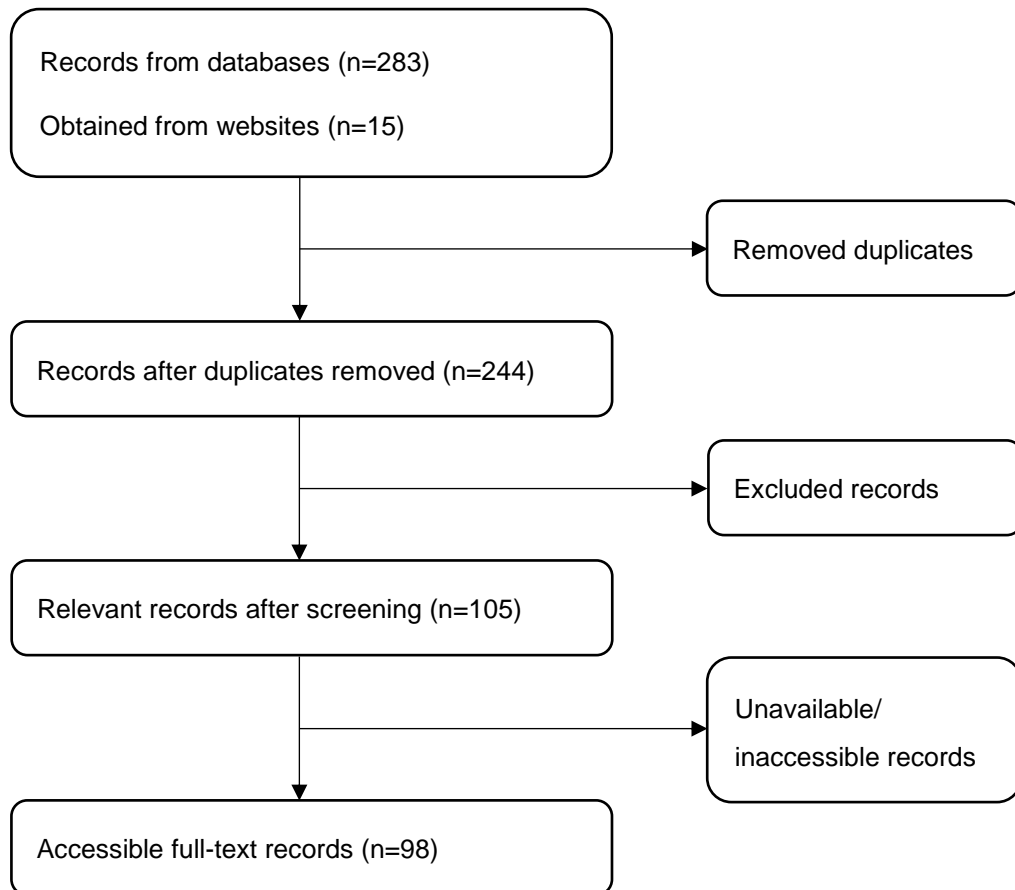 Records from databases (n=283)
Obtained from websites (n=15)
Removed duplicates
Records after duplicates removed (n=244)
Excluded records
Relevant records after screening (n=105)
Unavailable/
inaccessible records
Accessible full-text records (n=98)